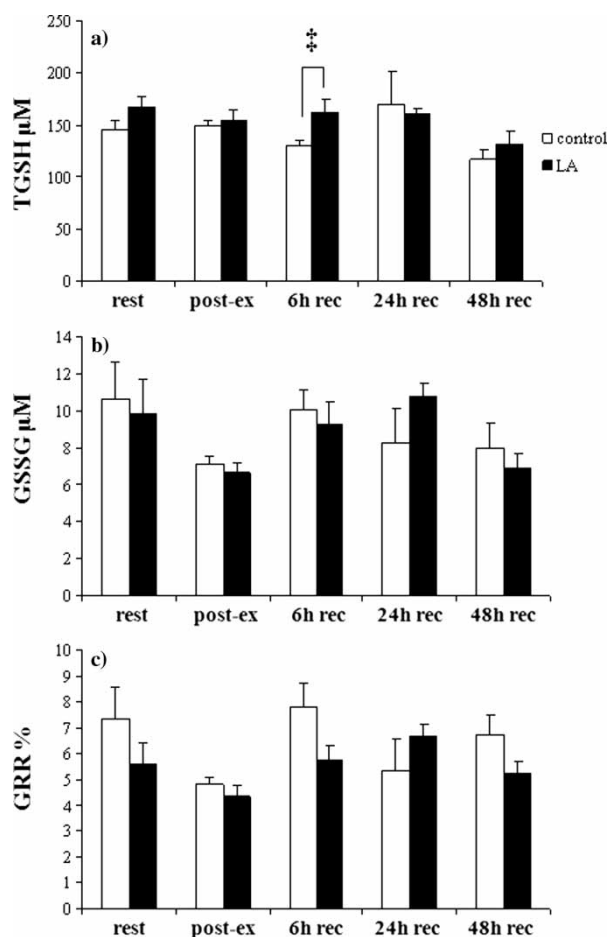 a)
‡
TGSH µM
250
200
150
100
50
0
control
LA
rest post-ex 6h rec 24h rec 48h rec
b)
GSSG µM
14
12
10
8
6
4
2
0
rest post-ex 6h rec 24h rec 48h rec
c)
GRR %
10
9
8
7
6
5
4
3
2
1
0
rest post-ex 6h rec 24h rec 48h rec